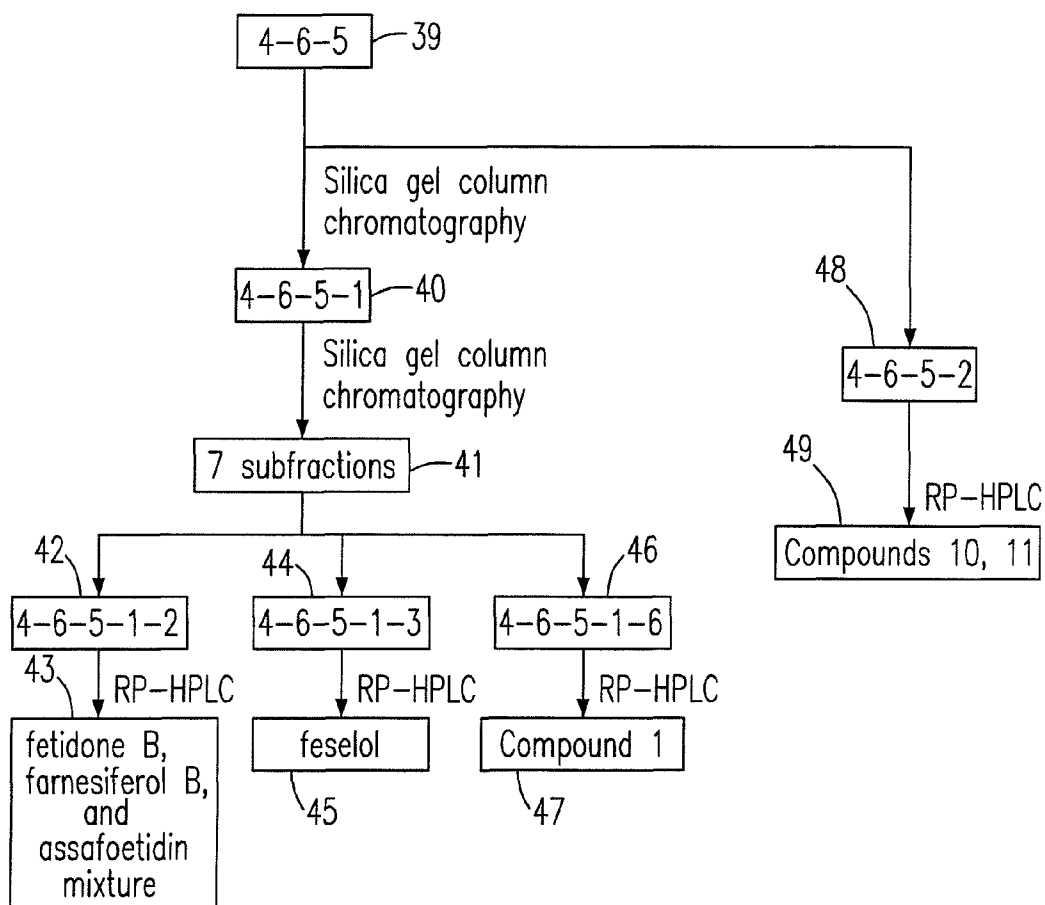 4-6-5
39
Silica gel column
chromatography
4-6-5-1
40
48
4-6-5-2
Silica gel column
chromatography
7 subfractions
41
49
RP-HPLC
Compounds 10, 11
42
4-6-5-1-2
44
4-6-5-1-3
46
4-6-5-1-6
43
RP-HPLC
RP-HPLC
RP-HPLC
fetidone B,
farnesiferol B,
and
assafoetidin
mixture
feselol
45
Compound 1
47